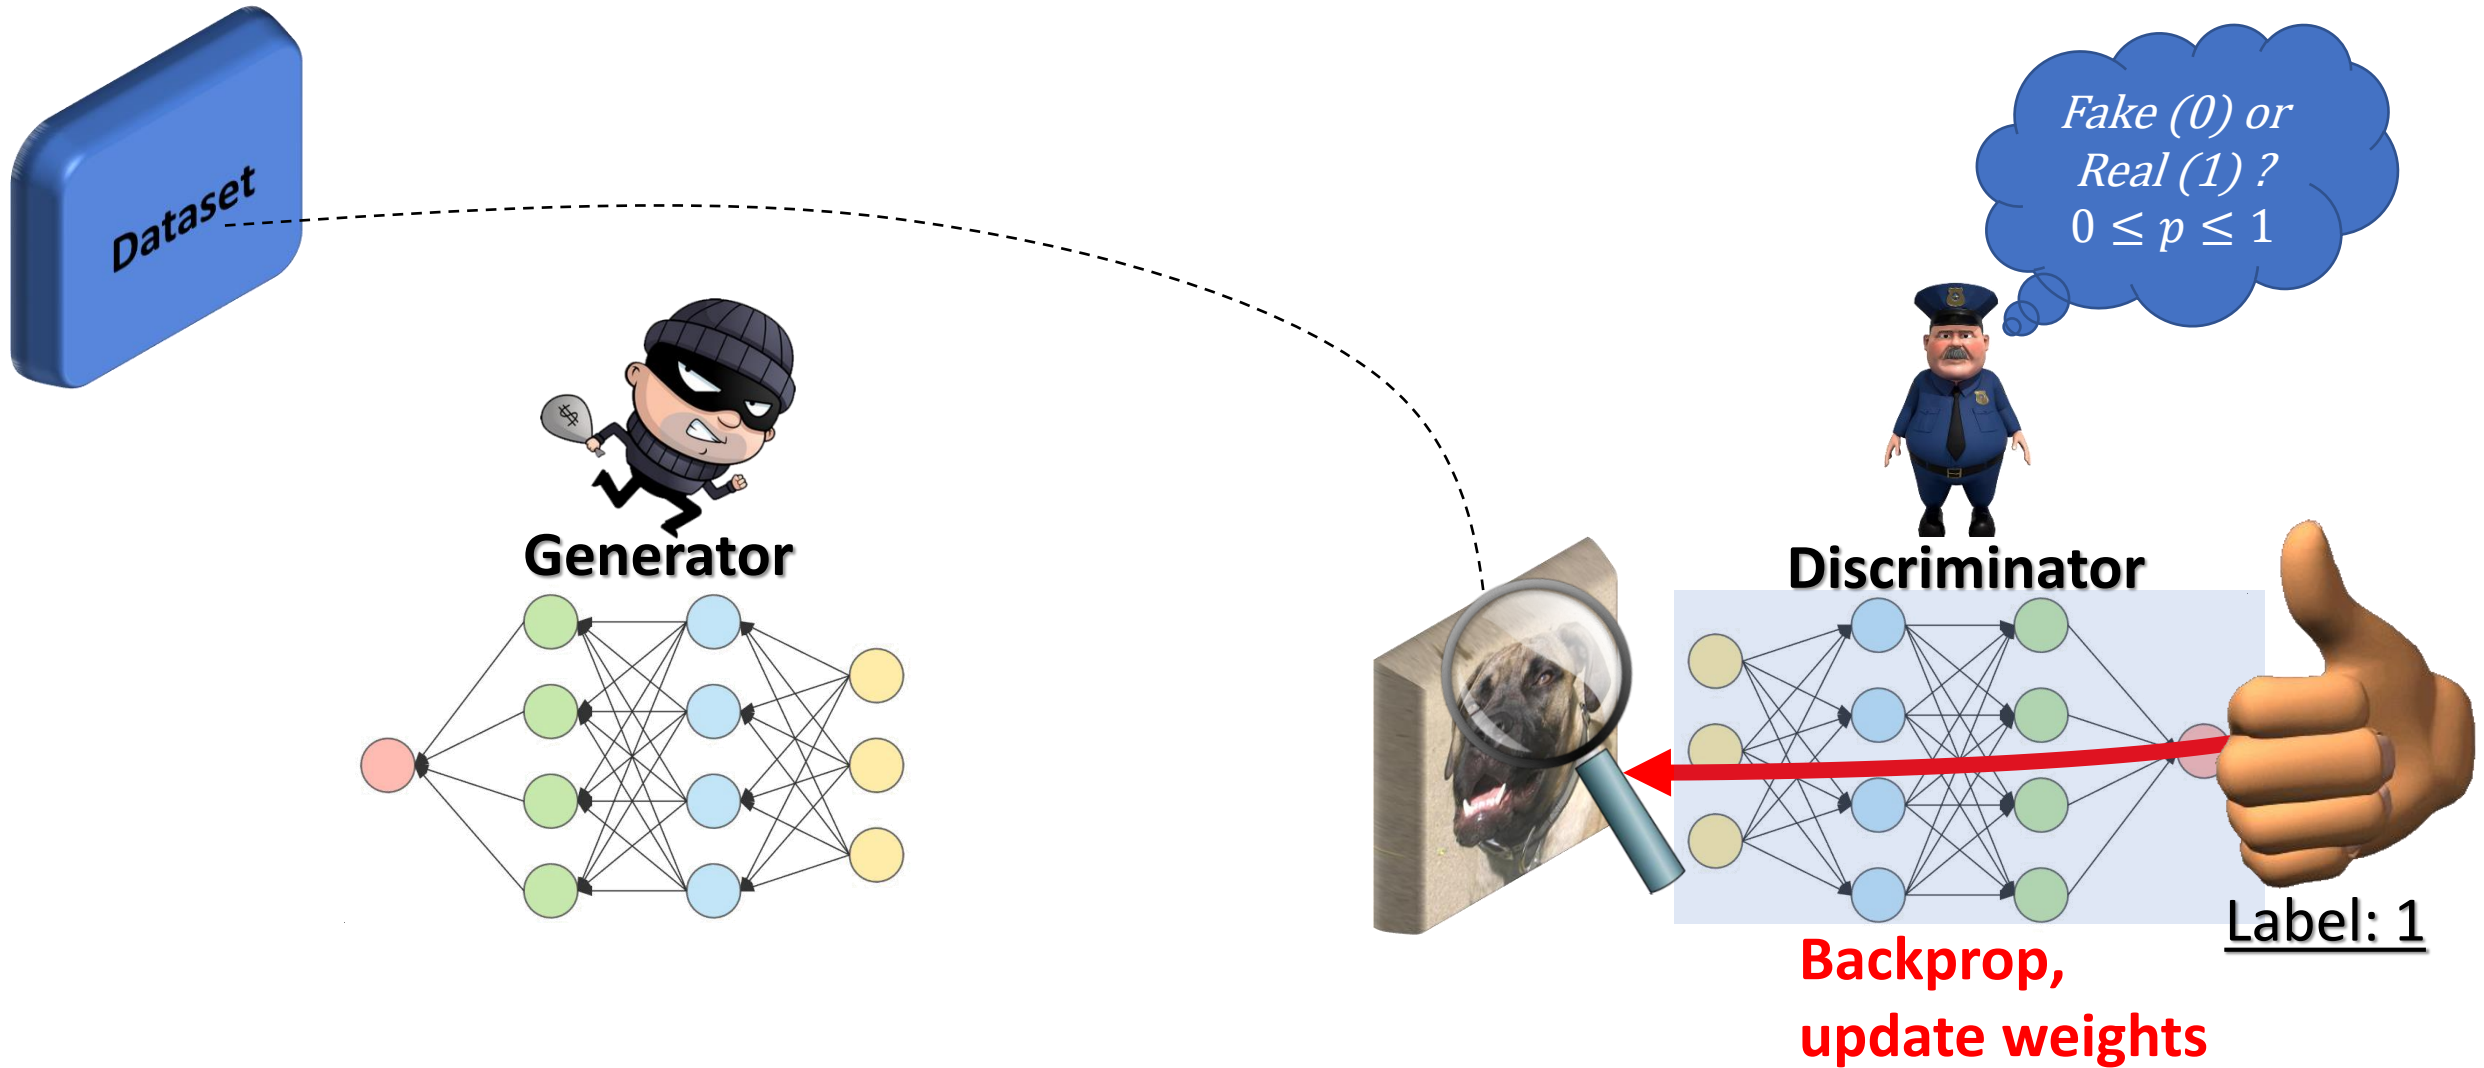 Dataset
Fake (0) or
Real (1) ?
0 ≤ p ≤ 1
$
Generator
Discriminator
Label: 1
Backprop,
update weights